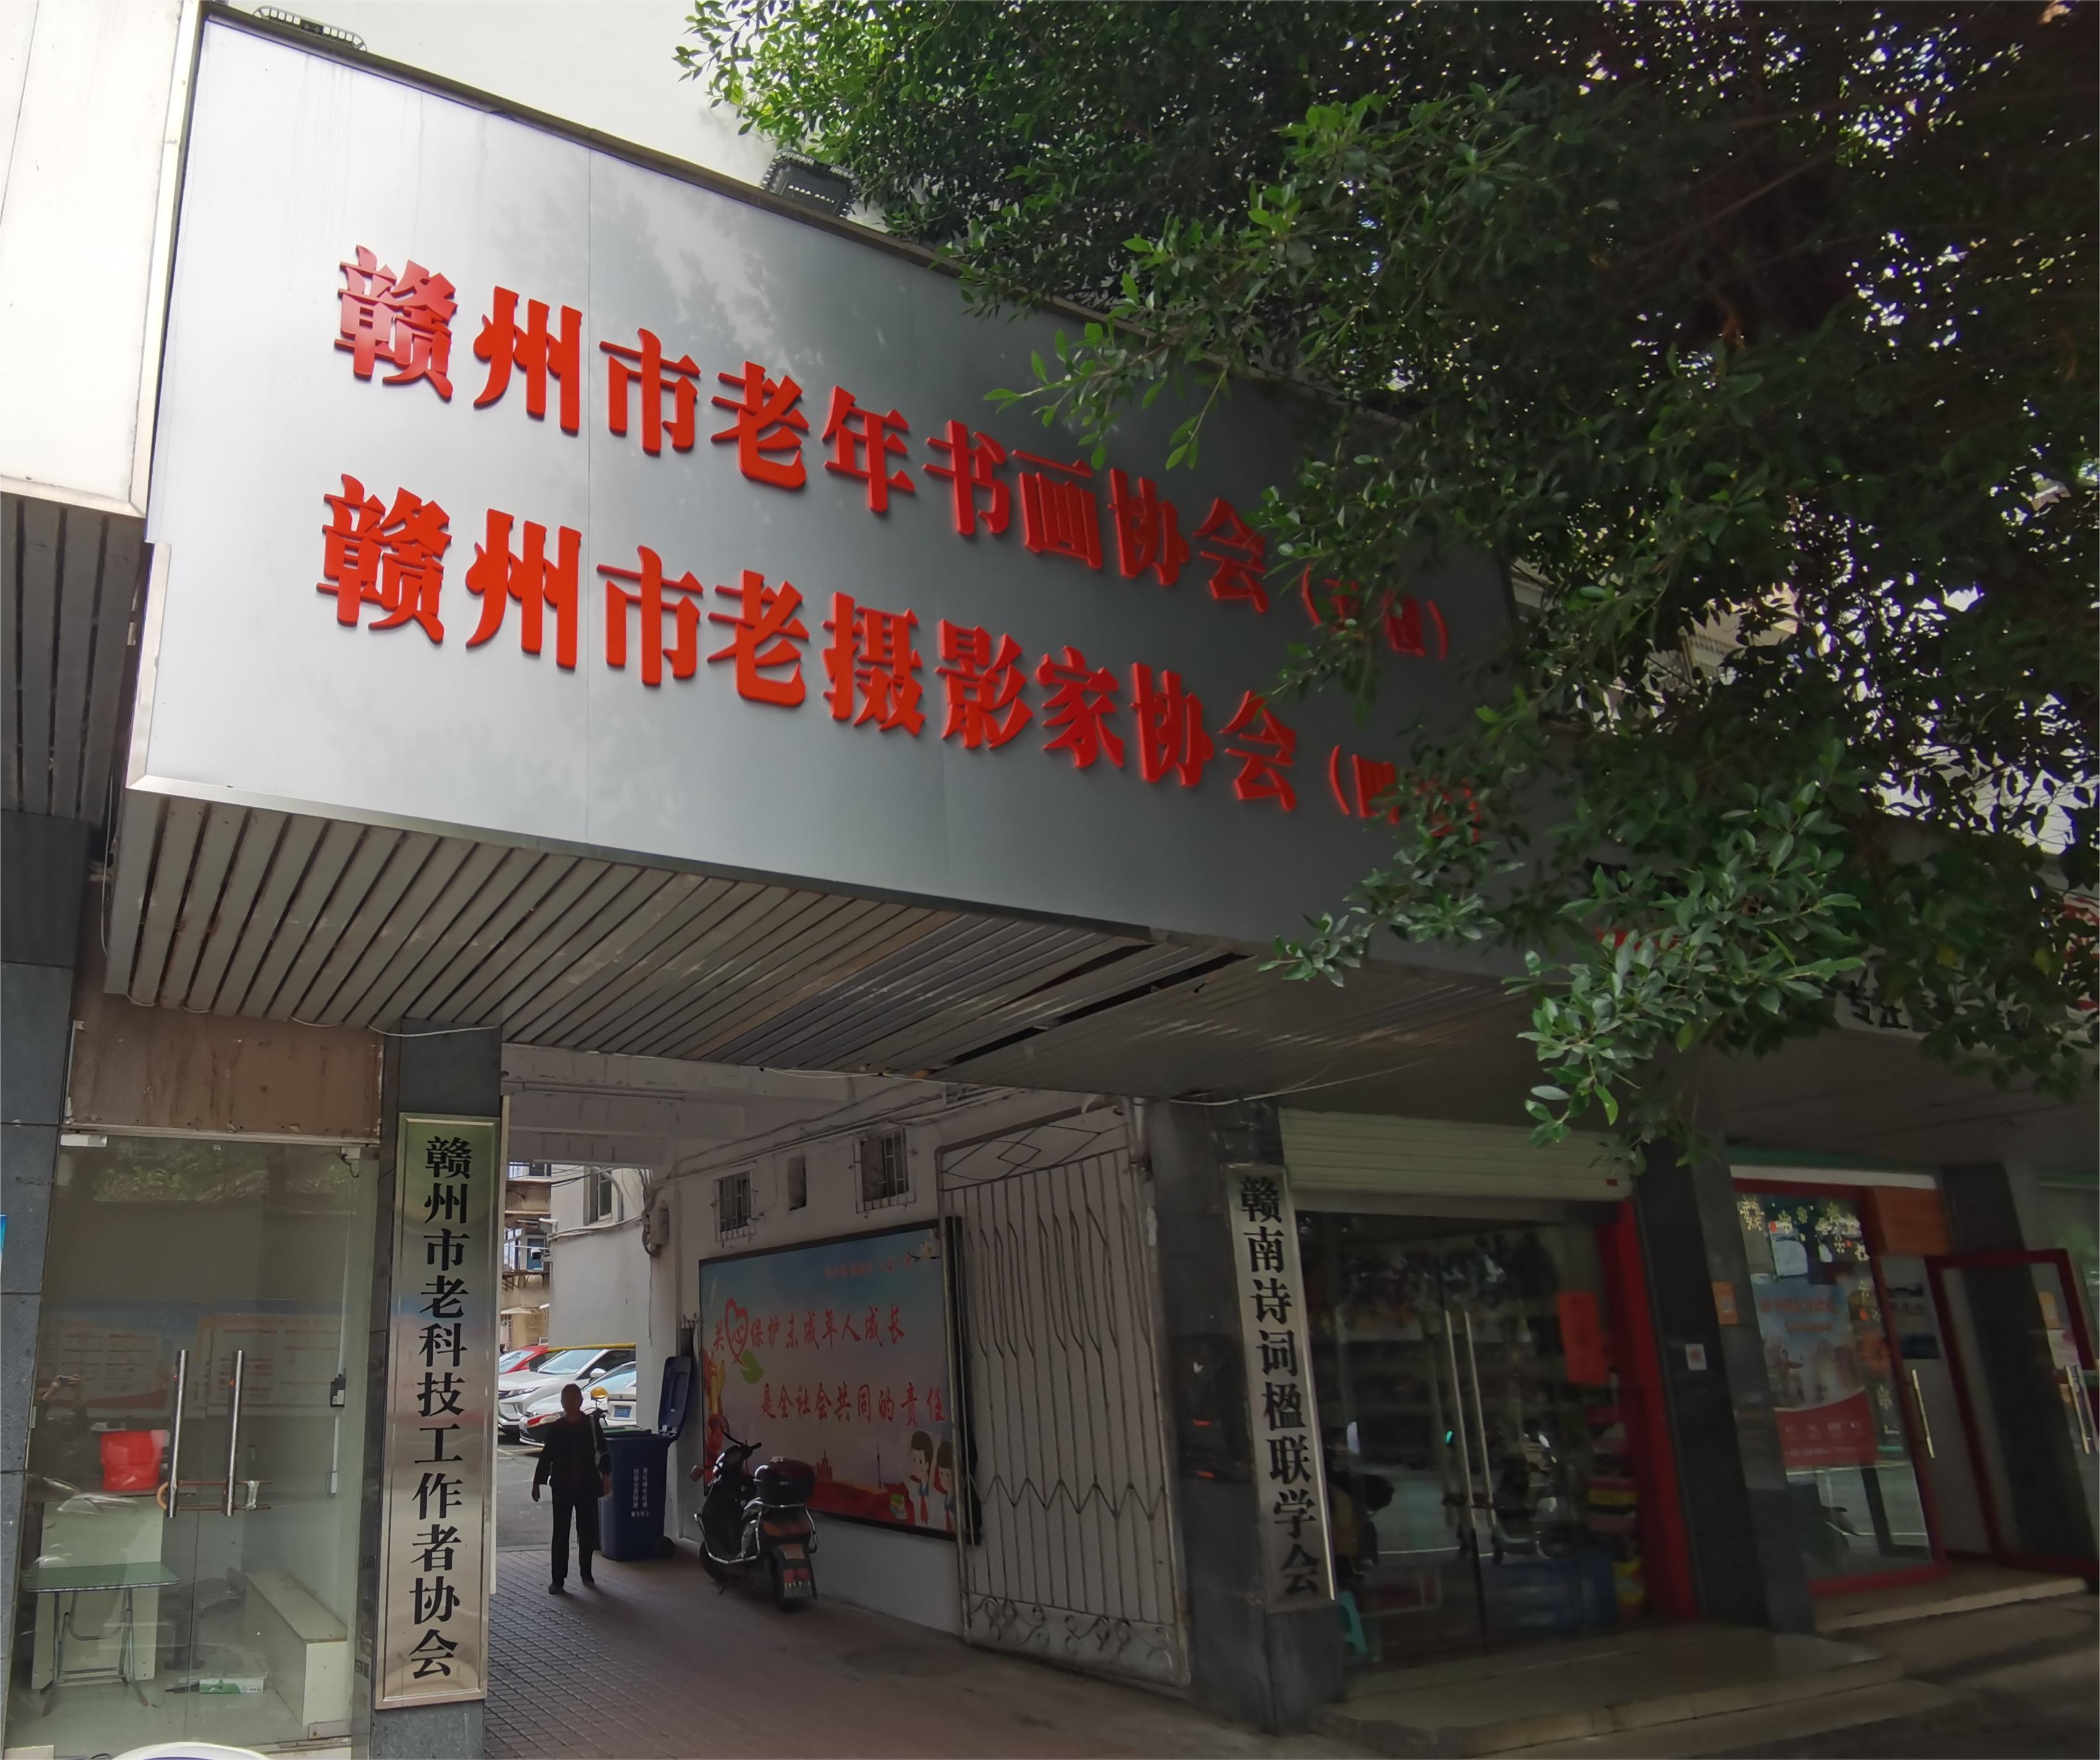 赣州市老年书画协会
赣州市老摄影家协会
赣州市老科技工作者协会
关心保护未成年人成长
是全社会共同的责任
赣南诗词楹联学会